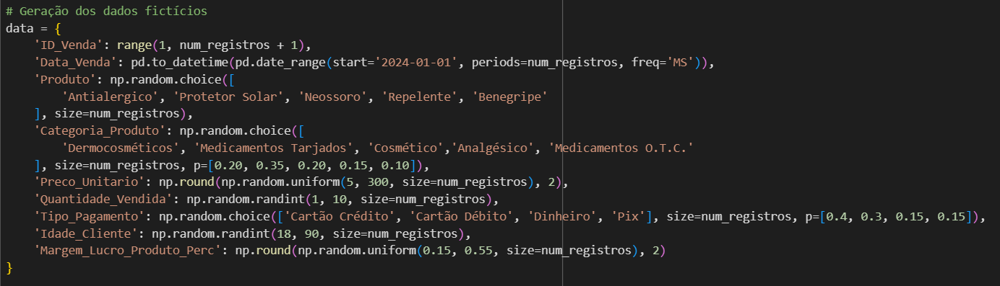 # Geração dos dados fictícios
data = {
    'ID_Venda': range(1, num_registros + 1),
    'Data_Venda': pd.to_datetime(pd.date_range(start='2024-01-01', periods=num_registros, freq='MS')),
    'Produto': np.random.choice([
        'Antialergico', 'Protetor Solar', 'Neossoro', 'Repelente', 'Benegripe'
    ], size=num_registros),
    'Categoria_Produto': np.random.choice([
        'Dermocosméticos', 'Medicamentos Tarjados', 'Cosmético','Analgésico', 'Medicamentos O.T.C.'
    ], size=num_registros, p=[0.20, 0.35, 0.20, 0.15, 0.10]),
    'Preco_Unitario': np.round(np.random.uniform(5, 300, size=num_registros), 2),
    'Quantidade_Vendida': np.random.randint(1, 10, size=num_registros),
    'Tipo_Pagamento': np.random.choice(['Cartão Crédito', 'Cartão Débito', 'Dinheiro', 'Pix'], size=num_registros, p=[0.4, 0.3, 0.15, 0.15]),
    'Idade_Cliente': np.random.randint(18, 90, size=num_registros),
    'Margem_Lucro_Produto_Perc': np.round(np.random.uniform(0.15, 0.55, size=num_registros), 2)
}